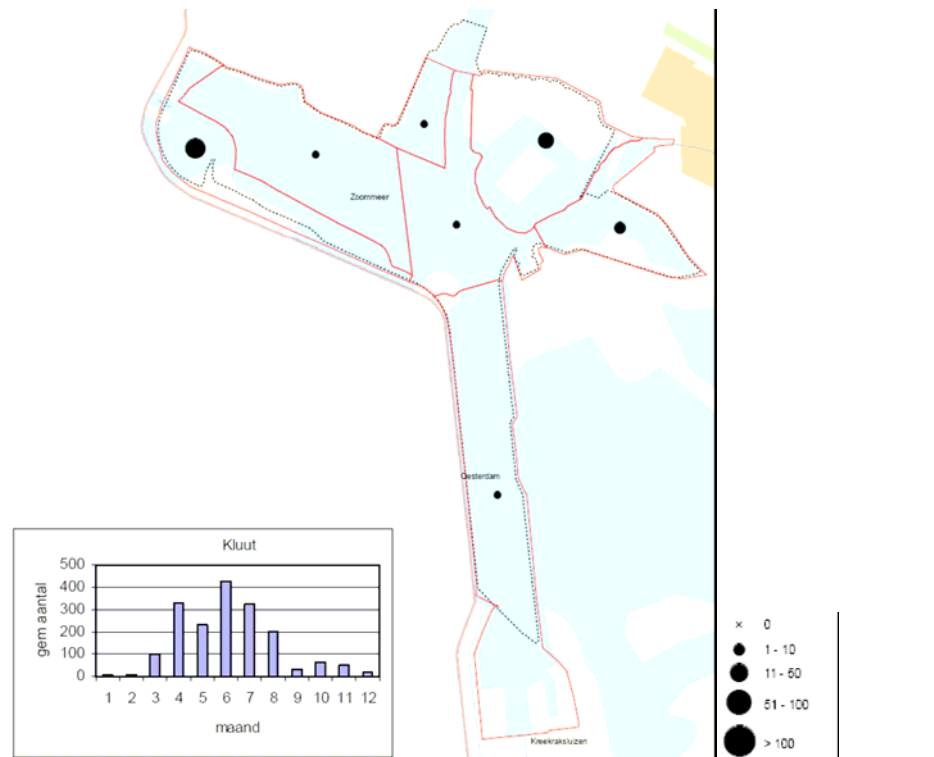 Zoommeer
Oesterdam
Kreekraksluizen
Kluut
gem aantal
500
400
300
200
100
0
1 2 3 4 5 6 7 8 9 10 11 12
maand
× 0
1 - 10
11 - 50
51 - 100
> 100